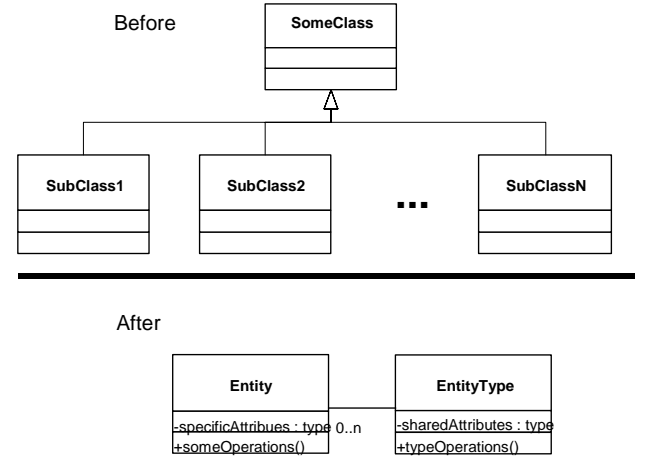 Before
SomeClass
SubClass1
SubClass2
...
SubClassN
After
Entity
-specificAttribues : type
+someOperations()
0..n
EntityType
-sharedAttributes : type
+typeOperations()